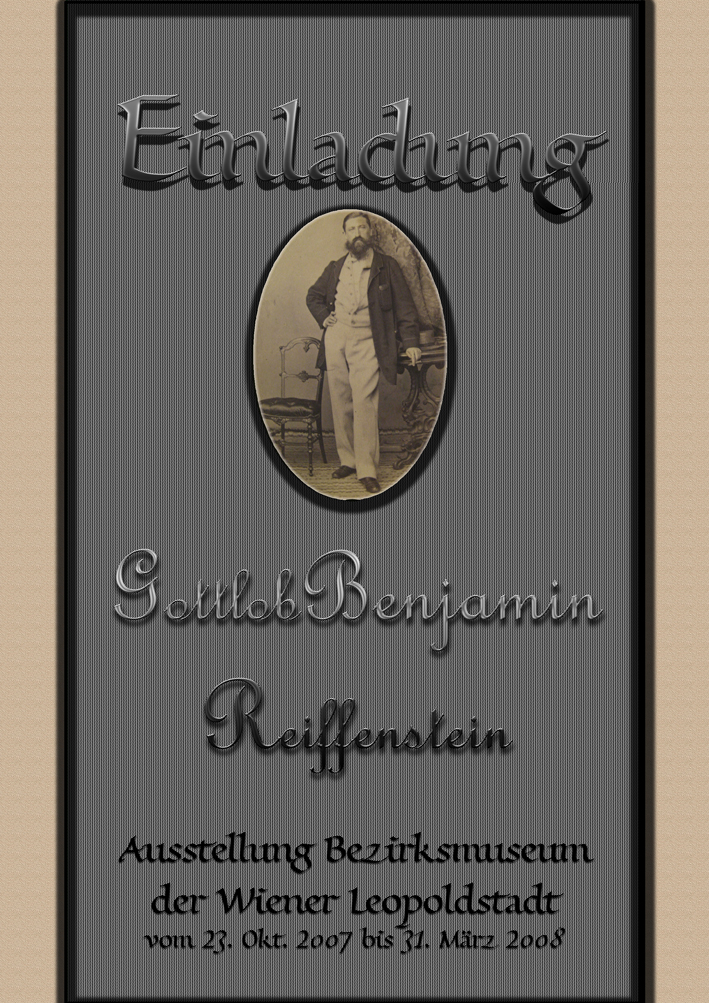 Einladung
Gottlob Benjamin
Reiffenstein
Ausstellung Bezirksmuseum
der Wiener Leopoldstadt
vom 23. Okt. 2007 bis 31. März 2008